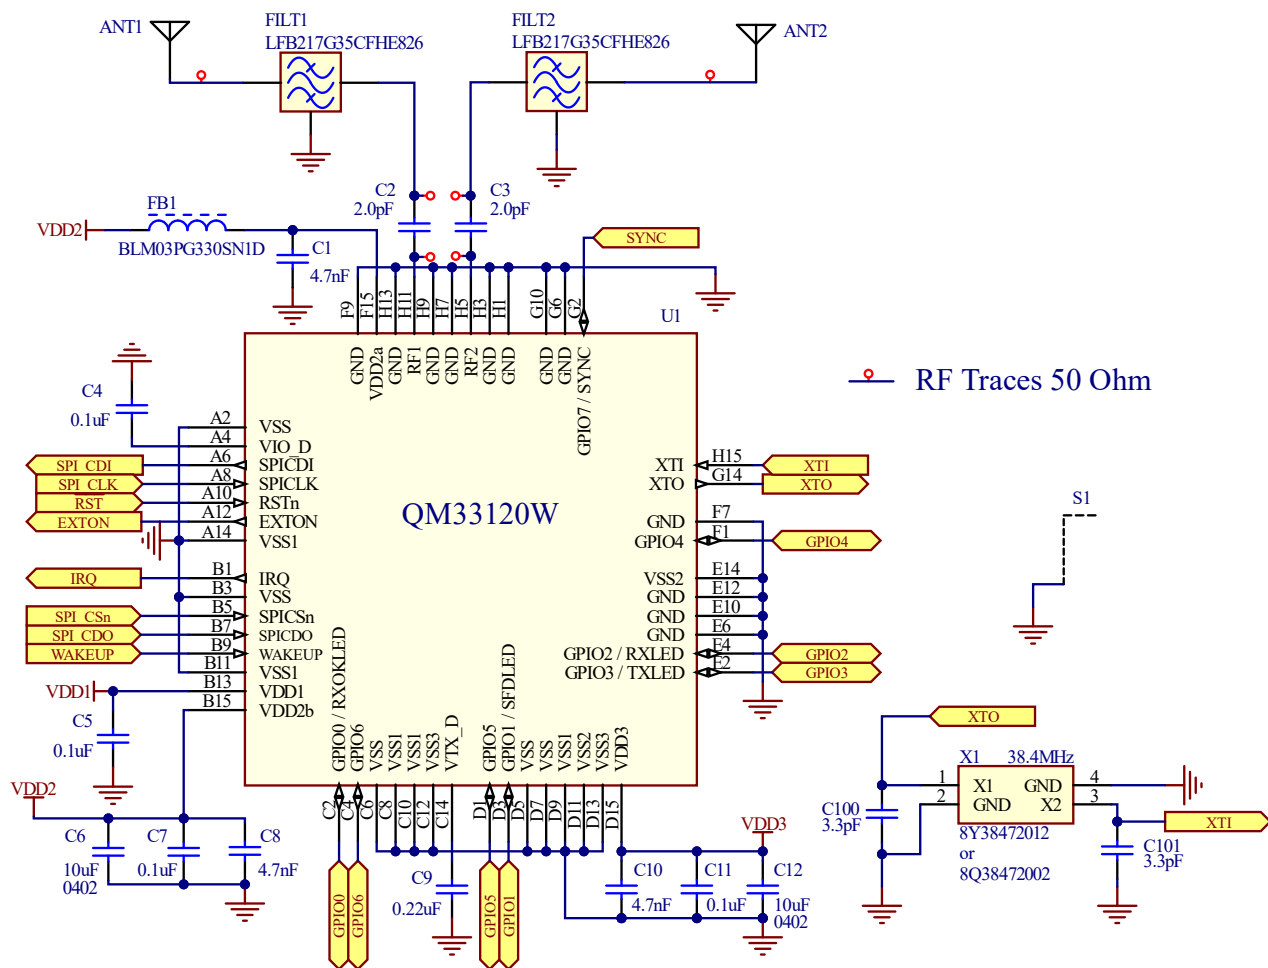 ANT1
FILT1
LFB217G35CFHE826
FILT2
LFB217G35CFHE826
ANT2
C2
2.0pF
C3
2.0pF
VDD2
FB1
BLM03PG330SN1D
C1
4.7nF
SYNC
F9
F15
H13
H11
H9
H7
H5
H3
H1
G10
G6
G2
U1
GND
VDD2a
GND
RF1
GND
GND
RF2
GND
GND
GND
GND
GPIO7 / SYNC
RF Traces 50 Ohm
C4
0.1uF
A2
VSS
A4
VIO_D
SPI_CDI
A6
SPICDI
SPI_CLK
A8
SPICLK
RST
A10
RSTn
EXTON
A12
EXTON
A14
VSS1
IRQ
B1
IRQ
B3
VSS
SPI_CSn
B5
SPICSn
SPI_CDO
B7
SPICDO
WAKEUP
B9
WAKEUP
B11
VSS1
VDD1
B13
VDD1
B15
VDD2b
QM33120W
XTI
H15
XTI
XTO
G14
XTO
GND
F7
GPIO4
F1
GPIO4
VSS2
E14
GND
E12
GND
E10
GND
E6
GPIO2 / RXLED
E4
GPIO2
GPIO3 / TXLED
E2
GPIO3
S1
C5
0.1uF
GPIO0 / RXOKLED
GPIO6
VSS
VSS1
VSS1
VSS3
VTX_D
GPIO5
GPIO1 / SFDLED
VSS
VSS
VSS1
VSS2
VSS3
VDD3
C2
C4
C6
C8
C10
C12
C14
D1
D3
D5
D7
D9
D11
D13
D15
VDD2
C6
10uF
0402
C7
0.1uF
C8
4.7nF
GPIO0
GPIO6
C9
0.22uF
GPIO5
GPIO1
VDD3
C10
4.7nF
C11
0.1uF
C12
10uF
0402
XTO
X1
38.4MHz
1
X1
GND
4
2
GND
X2
3
8Y38472012
or
8Q38472002
C100
3.3pF
XTI
C101
3.3pF